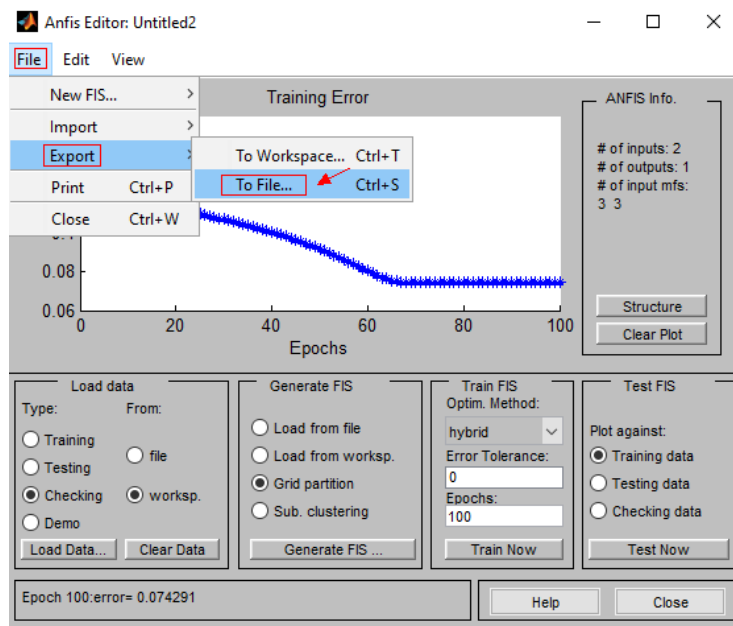 Anfis Editor: Untitled2
File Edit View
New FIS...
Import
Export
Print Ctrl+P
Close Ctrl+W
To Workspace... Ctrl+T
To File... Ctrl+S
Training Error
0.08
0.06
0 20 40 60 80 100
Epochs
ANFIS Info.
# of inputs: 2
# of outputs: 1
# of input mfs:
3 3
Structure
Clear Plot
Load data
Type: From:
Training
Testing
Checking
Demo
file
worksp.
Load Data... Clear Data
Generate FIS
Load from file
Load from worksp.
Grid partition
Sub. clustering
Generate FIS ...
Train FIS
Optim. Method:
hybrid
Error Tolerance:
0
Epochs:
100
Train Now
Test FIS
Plot against:
Training data
Testing data
Checking data
Test Now
Epoch 100:error= 0.074291
Help Close